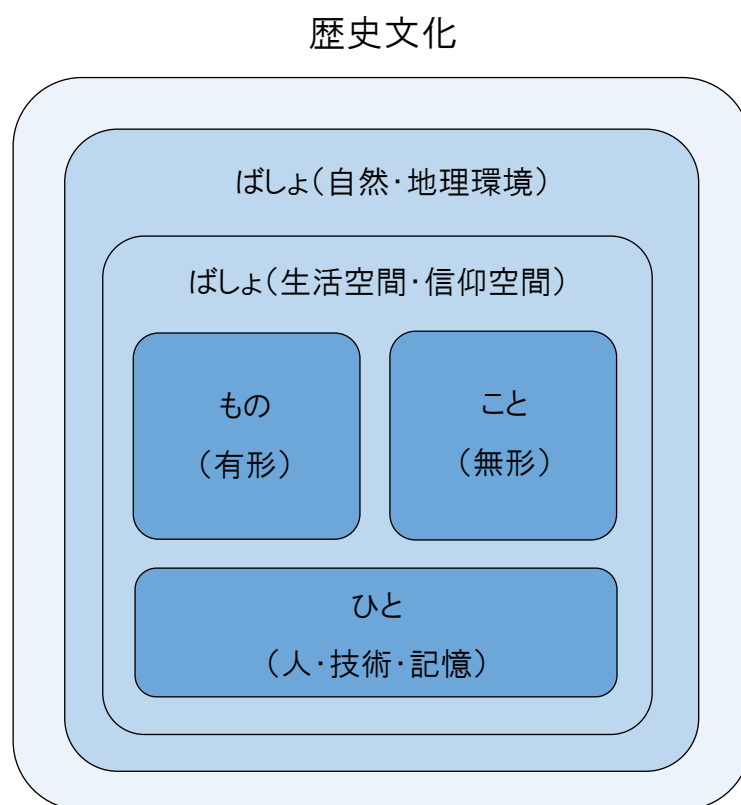 歴史文化
ばしょ（自然・地理環境）
ばしょ（生活空間・信仰空間）
もの
（有形）
こと
（無形）
ひと
（人・技術・記憶）